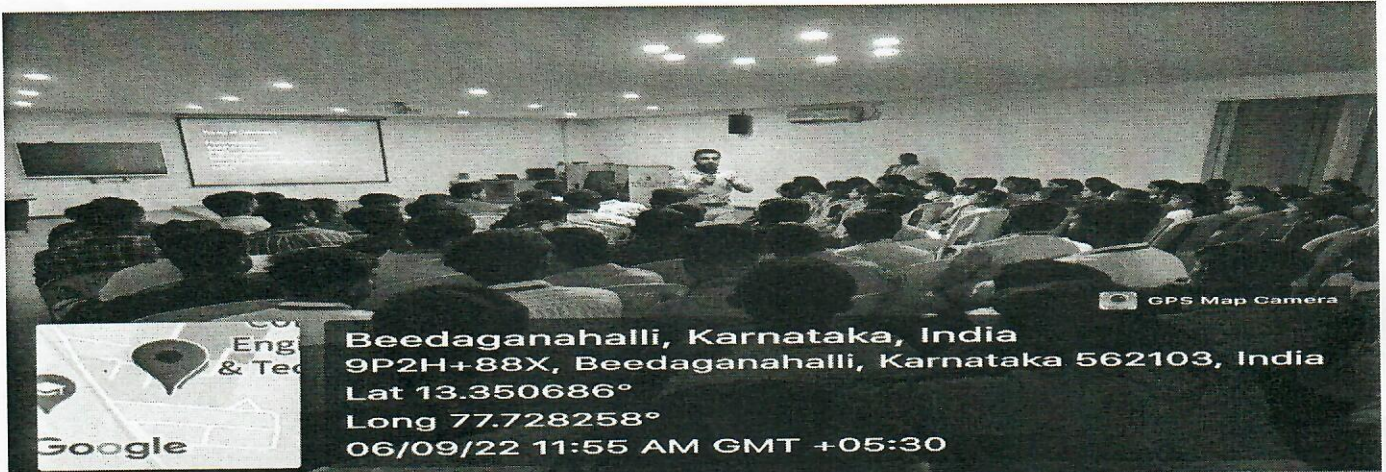 GPS Map Camera
Eng
& Tec
Google
Beedaganahalli, Karnataka, India
9P2H+88X, Beedaganahalli, Karnataka 562103, India
Lat 13.350686°
Long 77.728258°
06/09/22 11:55 AM GMT +05:30